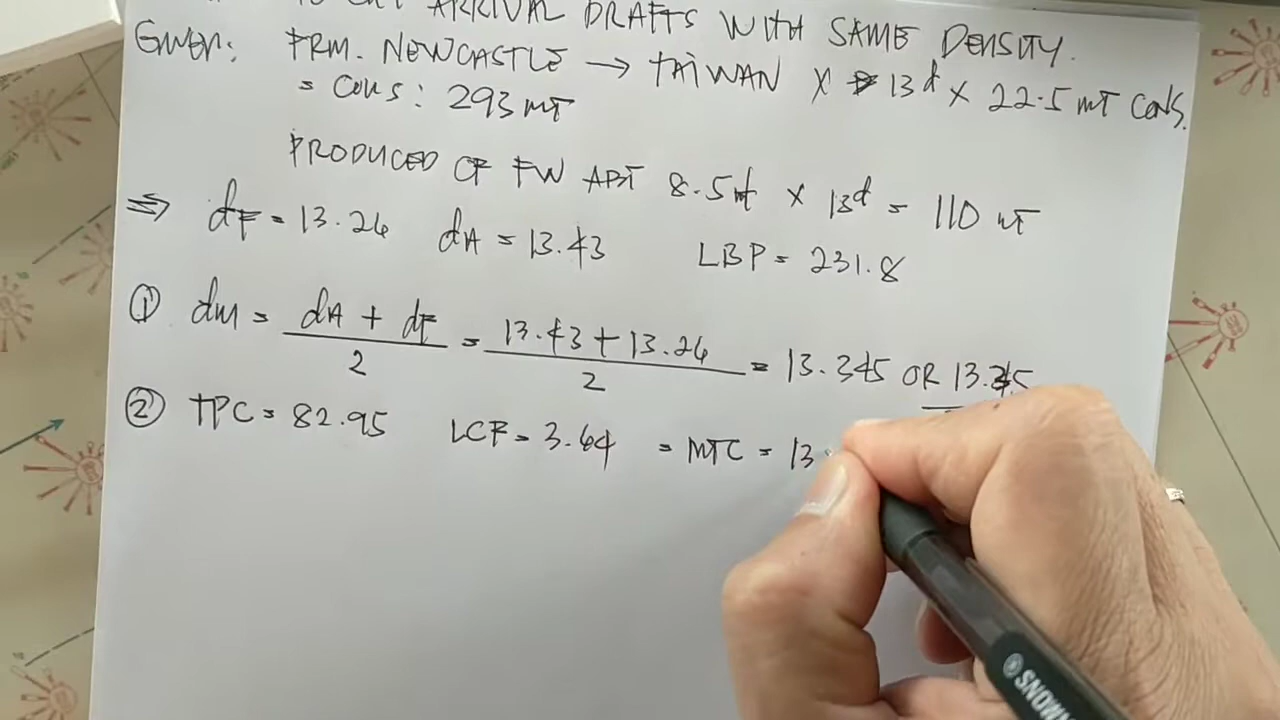 ARRIVAL DRAFTS WITH SAME DENSITY.
Given: FRM. NEWCASTLE → TAIWAN x 13d x 22.5 mT CONS.
= Cons: 293 mT
PRODUCED OF FW ABT 8.5 mt x 13d = 110 mT
⇒ dF = 13.26 dA = 13.43 LBP = 231.8
① dM = dA + dF / 2 = 13.43 + 13.26 / 2 = 13.345 OR 13.35
② TPC = 82.95 LCF = 3.64 = MTC = 13
SNOWM